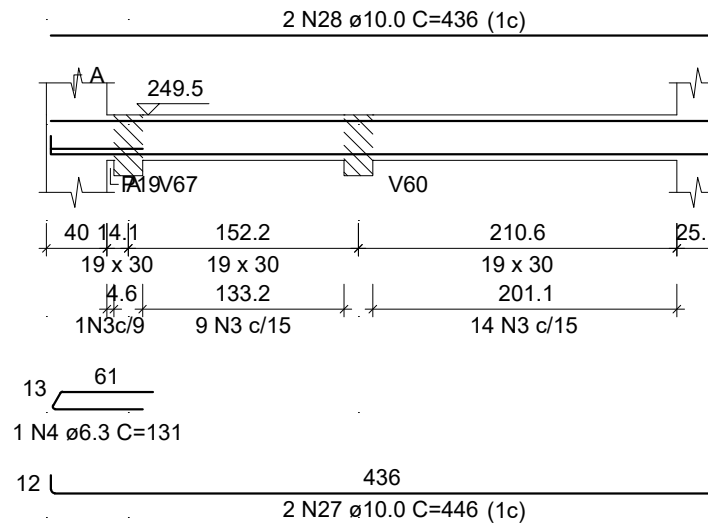 2 N28 ø10.0 C=436 (1c)
A
249.5
V67 V60
40 14.1 152.2 210.6 25.
19 x 30 19 x 30 19 x 30
4.6 133.2 201.1
1N3c/9 9 N3 c/15 14 N3 c/15
61
13
1 N4 ø6.3 C=131
436
12
2 N27 ø10.0 C=446 (1c)